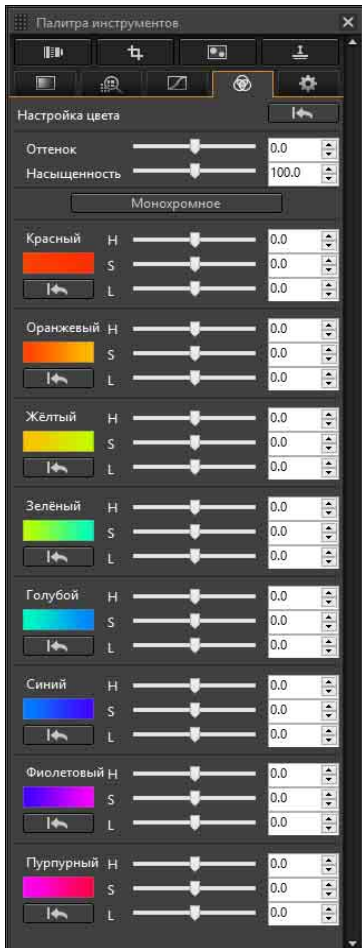 Палитра инструментов
Настройка цвета
Оттенок 0.0
Насыщенность 100.0
Монохромное
Красный H 0.0
S 0.0
L 0.0
Оранжевый H 0.0
S 0.0
L 0.0
Жёлтый H 0.0
S 0.0
L 0.0
Зелёный H 0.0
S 0.0
L 0.0
Голубой H 0.0
S 0.0
L 0.0
Синий H 0.0
S 0.0
L 0.0
Фиолетовый H 0.0
S 0.0
L 0.0
Пурпурный H 0.0
S 0.0
L 0.0